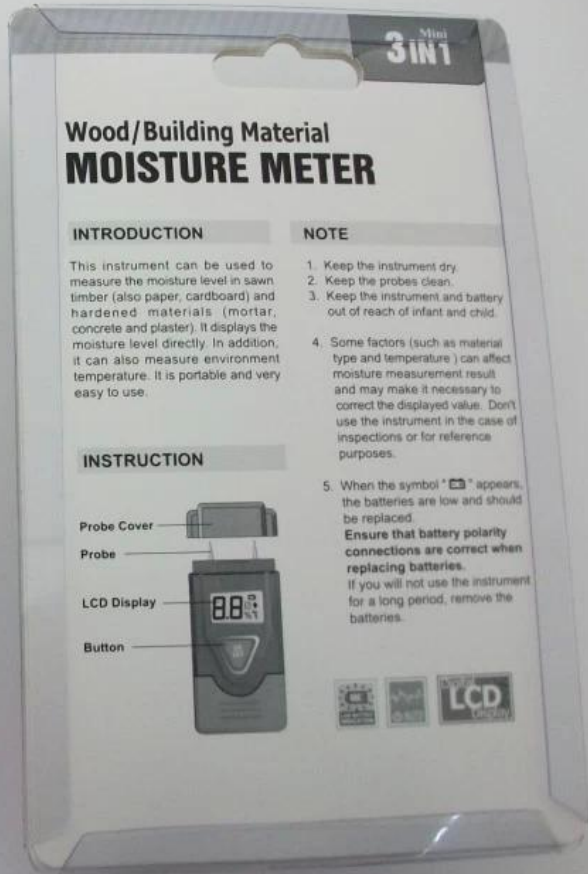 Mini
3 IN 1
Wood/Building Material
MOISTURE METER
INTRODUCTION
This instrument can be used to
measure the moisture level in sawn
timber (also paper, cardboard) and
hardened materials (mortar,
concrete and plaster). It displays the
moisture level directly. In addition,
it can also measure environment
temperature. It is portable and very
easy to use.
INSTRUCTION
Probe Cover
Probe
LCD Display
Button
8.8
NOTE
1. Keep the instrument dry.
2. Keep the probes clean.
3. Keep the instrument and battery
out of reach of infant and child.
4. Some factors (such as material
type and temperature ) can affect
moisture measurement result
and may make it necessary to
correct the displayed value. Don't
use the instrument in the case of
inspections or for reference
purposes.
5. When the symbol " " appears,
the batteries are low and should
be replaced.
Ensure that battery polarity
connections are correct when
replacing batteries.
If you will not use the instrument
for a long period, remove the
batteries.
Digital
LCD
Display